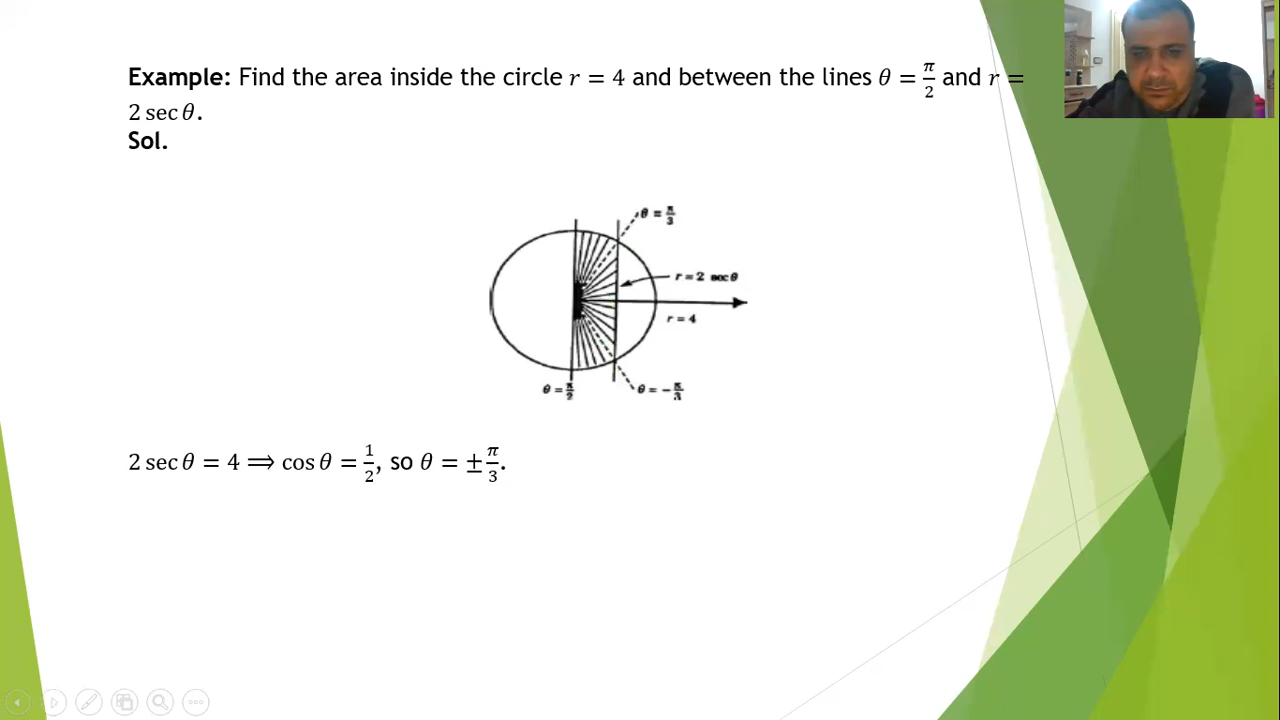 Example: Find the area inside the circle r = 4 and between the lines θ = π/2 and r =
2 sec θ.
Sol.
θ = π/3
r = 2 sec θ
r = 4
θ = π/2
θ = − π/3
2 sec θ = 4 ⟹ cos θ = 1/2, so θ = ± π/3.